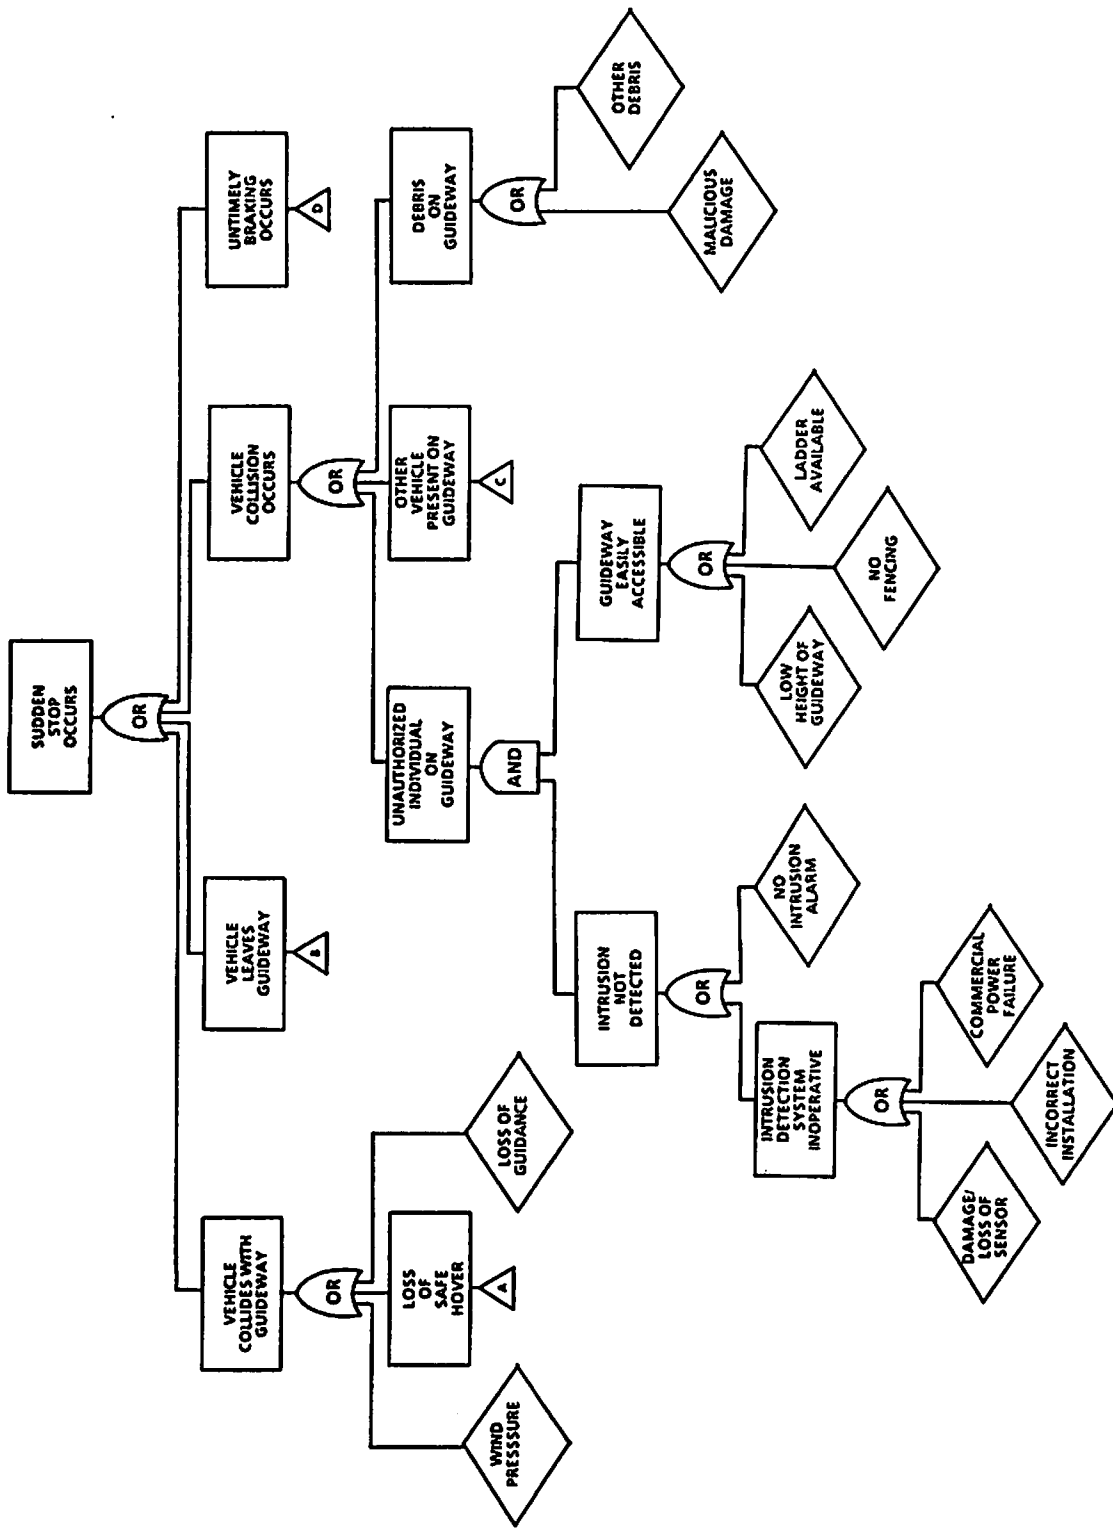 SUDDEN
STOP
OCCURS
OR
VEHICLE
COLLIDES WITH
GUIDEWAY
VEHICLE
LEAVES
GUIDEWAY
B
VEHICLE
COLLISION
OCCURS
UNTIMELY
BRAKING
OCCURS
D
OR
OR
WIND
PRESSSURE
LOSS
OF
SAFE
HOVER
A
LOSS OF
GUIDANCE
UNAUTHORIZED
INDIVIDUAL
ON
GUIDEWAY
OTHER
VEHICLE
PRESENT ON
GUIDEWAY
C
DEBRIS
ON
GUIDEWAY
AND
OR
MALICIOUS
DAMAGE
OTHER
DEBRIS
INTRUSION
NOT
DETECTED
GUIDEWAY
EASILY
ACCESSIBLE
OR
OR
INTRUSION
DETECTION
SYSTEM
INOPERATIVE
NO
INTRUSION
ALARM
LOW
HEIGHT OF
GUIDEWAY
NO
FENCING
LADDER
AVAILABLE
OR
DAMAGE/
LOSS OF
SENSOR
INCORRECT
INSTALLATION
COMMERCIAL
POWER
FAILURE